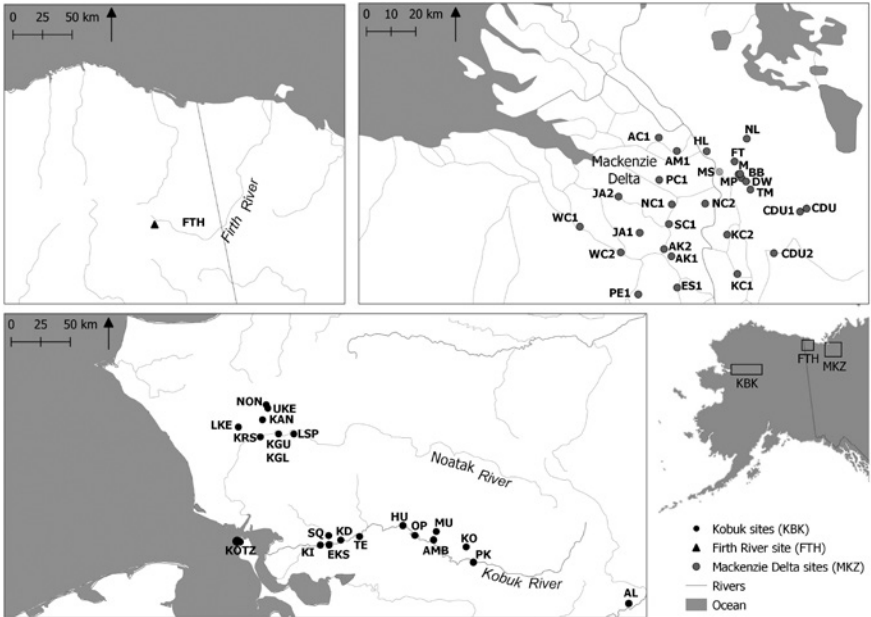 0 25 50 km
FTH
Firth River
0 10 20 km
NL
AC1
HL
FT
AM1
M
BB
MS
MP
DW
Mackenzie
Delta
PC1
TM
JA2
NC1
NC2
CDU1
CDU
WC1
SC1
JA1
KC2
AK2
WC2
AK1
CDU2
KC1
ES1
PE1
0 25 50 km
NON
UKE
KAN
LKE
KRS
KGU
LSP
KGL
Noatak River
HU
OP
MU
SQ
KD
KO
KOTZ
KI
EKS
TE
AMB
PK
Kobuk River
AL
FTH
MKZ
KBK
Kobuk sites (KBK)
Firth River site (FTH)
Mackenzie Delta sites (MKZ)
Rivers
Ocean